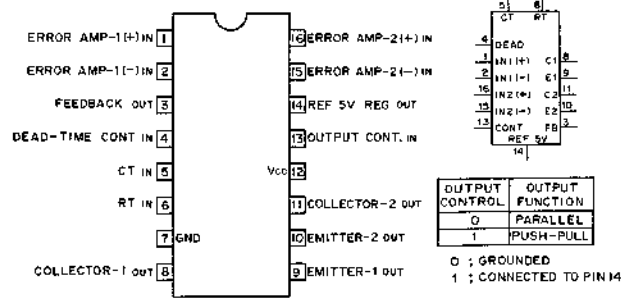 ERROR AMP-1(+) IN 1
ERROR AMP-1(-) IN 2
FEEDBACK OUT 3
DEAD-TIME CONT IN 4
CT IN 5
RT IN 6
7 GND
COLLECTOR-1 OUT 8
16 ERROR AMP-2(+) IN
15 ERROR AMP-2(-) IN
14 REF 5V REG OUT
13 OUTPUT CONT. IN
Vcc 12
11 COLLECTOR-2 OUT
10 EMITTER-2 OUT
9 EMITTER-1 OUT
5 6
CT RT
4 DEAD
1 IN1(+) C1 8
2 IN1(-) E1 9
16 IN2(+) C2 11
15 IN2(-) E2 10
13 CONT FB 3
REF 5V
14
OUTPUT CONTROL OUTPUT FUNCTION
0 PARALLEL
1 PUSH-PULL
0 ; GROUNDED
1 ; CONNECTED TO PIN 14